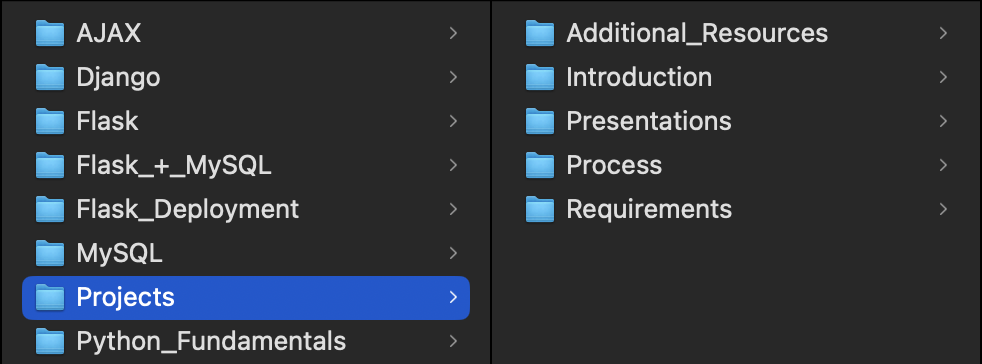 AJAX
Django
Flask
Flask_+_MySQL
Flask_Deployment
MySQL
Projects
Python_Fundamentals
Additional_Resources
Introduction
Presentations
Process
Requirements